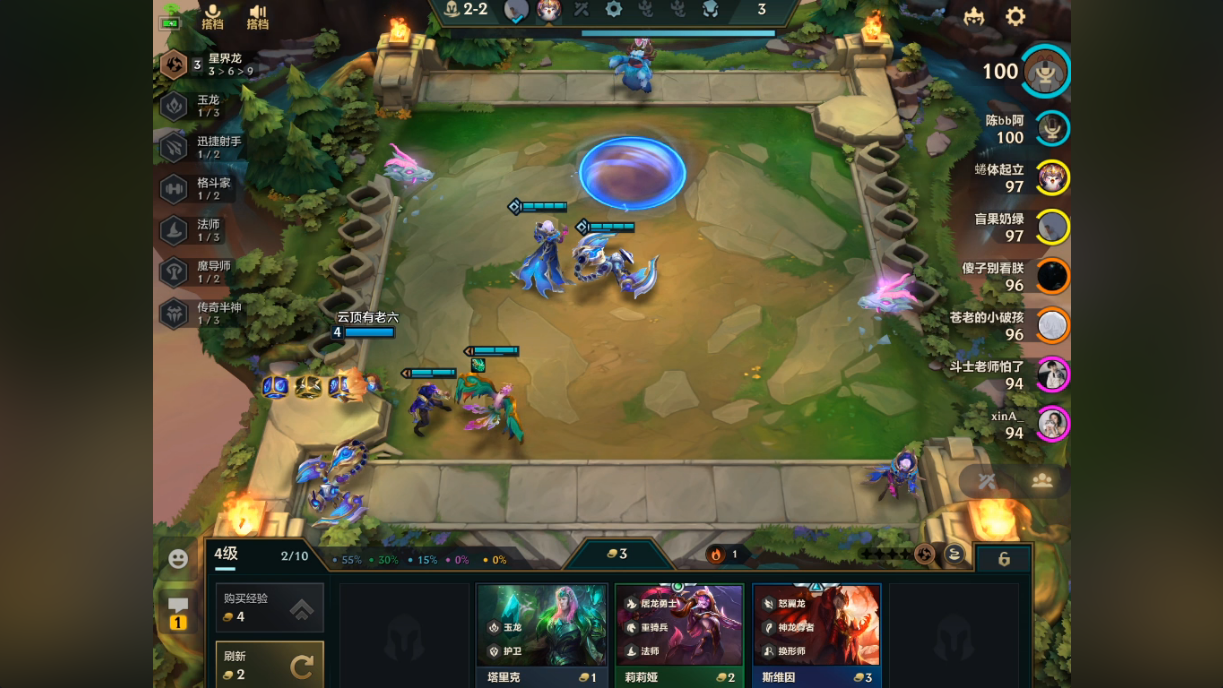 搭档
搭档
2-2
3
3 星界龙
3 > 6 > 9
玉龙
1 / 3
迅捷射手
1 / 2
格斗家
1 / 2
法师
1 / 3
魔导师
1 / 2
传奇半神
1 / 3
100
陈bb阿
100
蜷体起立
97
盲果奶绿
97
傻子别看朕
96
苍老的小破孩
96
斗士老师怕了
94
xinA_
94
云顶有老六
4
4级
2/10
55%
30%
15%
0%
0%
3
1
购买经验
4
刷新
2
玉龙
护卫
塔里克
1
屠龙勇士
重骑兵
法师
莉莉娅
2
怒翼龙
神龙尊者
换形师
斯维因
3
1